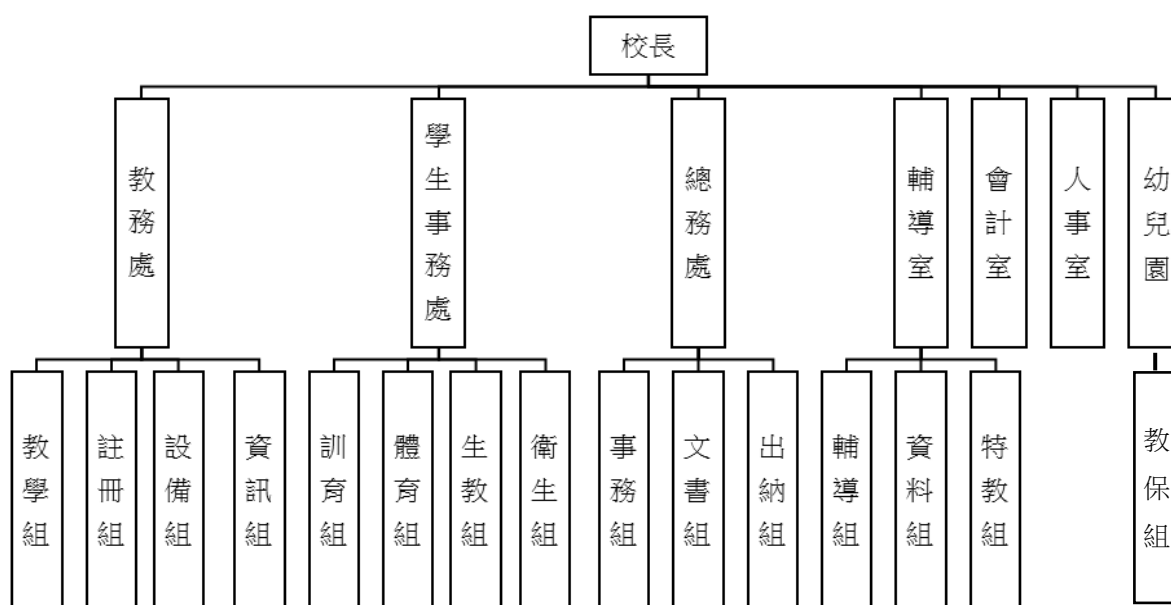 校長
教務處
學生事務處
總務處
輔導室
會計室
人事室
幼兒園
教學組
註冊組
設備組
資訊組
訓育組
體育組
生教組
衛生組
事務組
文書組
出納組
輔導組
資料組
特教組
教保組